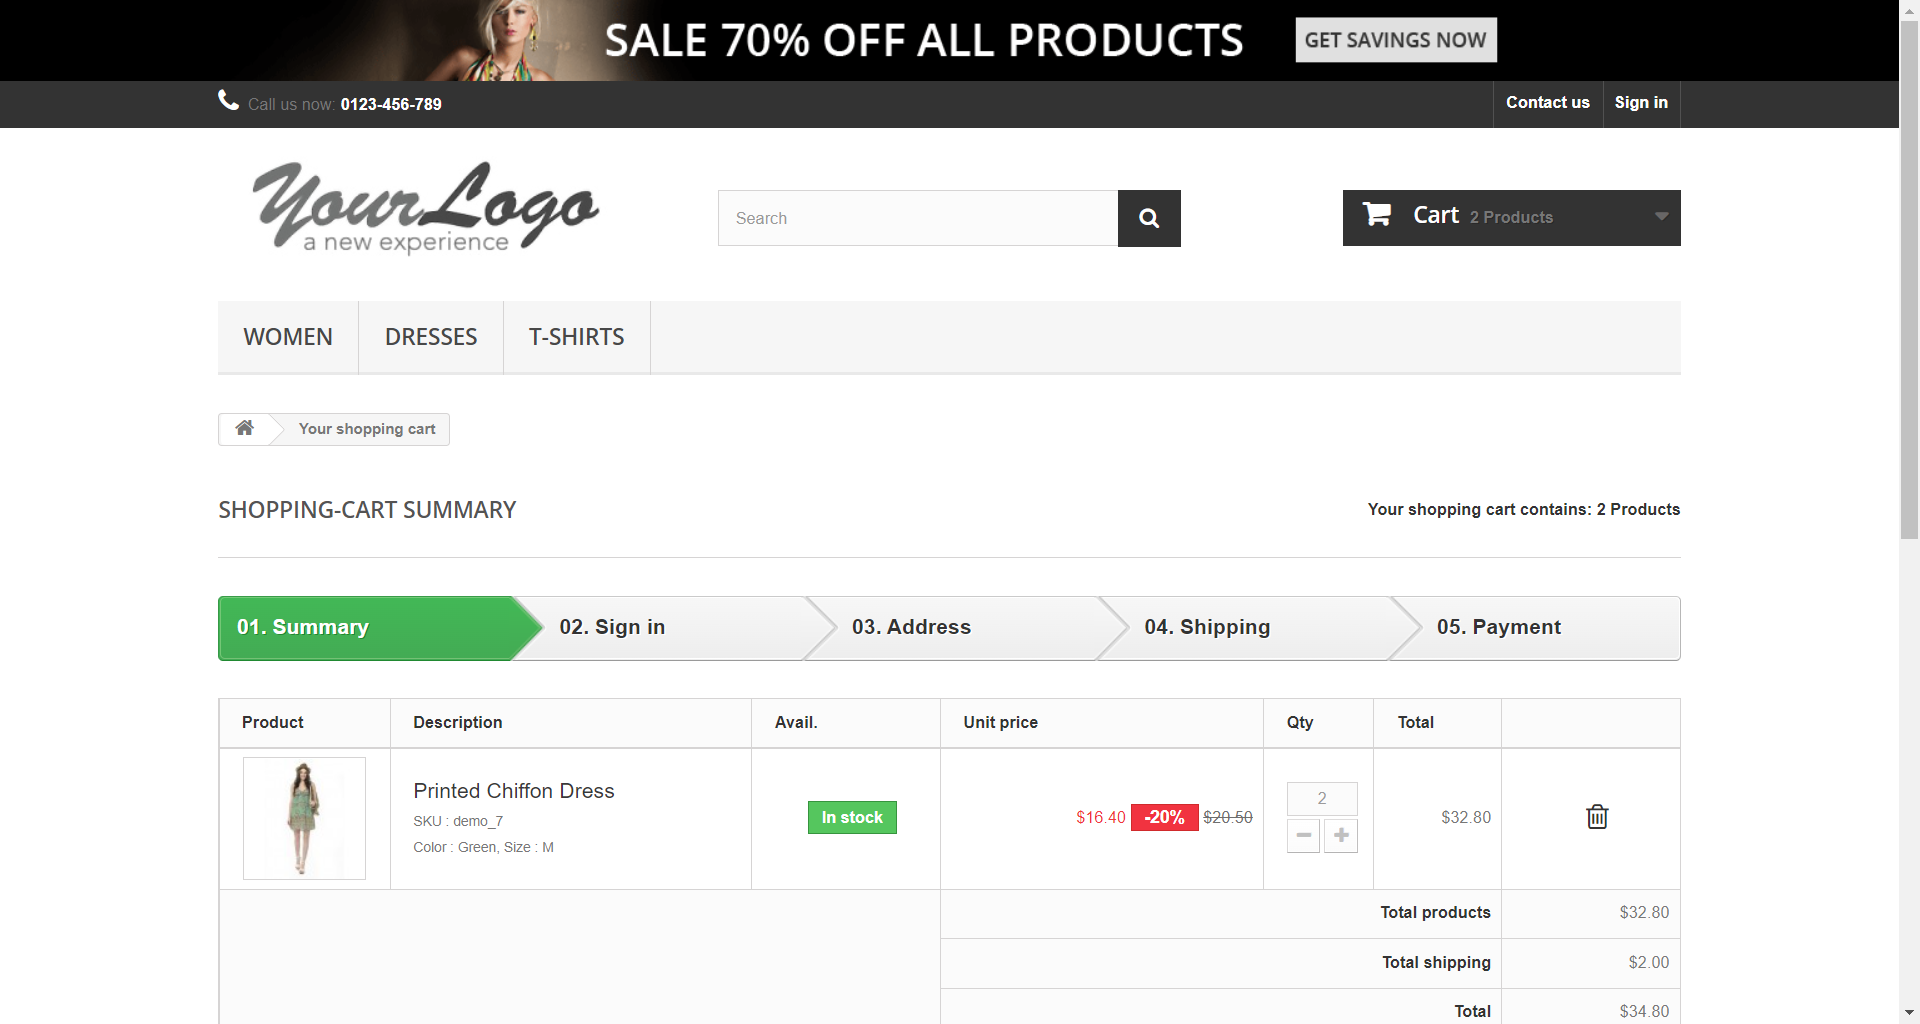 SALE 70% OFF ALL PRODUCTS GET SAVINGS NOW
Call us now: 0123-456-789 Contact us Sign in
YourLogo
a new experience
Search
Cart 2 Products
WOMEN DRESSES T-SHIRTS
Your shopping cart
SHOPPING-CART SUMMARY Your shopping cart contains: 2 Products
01. Summary 02. Sign in 03. Address 04. Shipping 05. Payment
Product Description Avail. Unit price Qty Total
Printed Chiffon Dress
SKU : demo_7
Color : Green, Size : M
In stock
$16.40 -20% $20.50
2
$32.80
Total products $32.80
Total shipping $2.00
Total $34.80